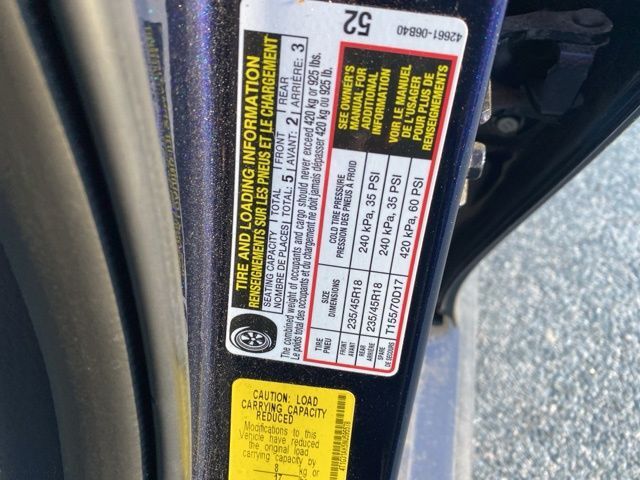 TIRE AND LOADING INFORMATION
RENSEIGNEMENTS SUR LES PNEUS ET LE CHARGEMENT
SEATING CAPACITY TOTAL 5 FRONT 2 REAR 3
NOMBRE DE PLACES TOTAL: AVANT: ARRIÈRE:
The combined weight of occupants and cargo should never exceed 420 kg or 925 lbs.
Le poids total des occupants et du chargement ne doit jamais dépasser 420 kg ou 925 lb.
TIRE SIZE COLD TIRE PRESSURE
PNEU DIMENSIONS PRESSION DES PNEUS À FROID
FRONT
AVANT 235/45R18 240 kPa, 35 PSI
REAR
ARRIÈRE 235/45R18 240 kPa, 35 PSI
SPARE
DE SECOURS T155/70D17 420 kPa, 60 PSI
SEE OWNER'S
MANUAL FOR
ADDITIONAL
INFORMATION
VOIR LE MANUEL
DE L'USAGER
POUR PLUS DE
RENSEIGNEMENTS
52
42661-06840
CAUTION: LOAD
CARRYING CAPACITY
REDUCED
Modifications to this
Vehicle have reduced
the original load
carrying capacity by
8 kg or
17